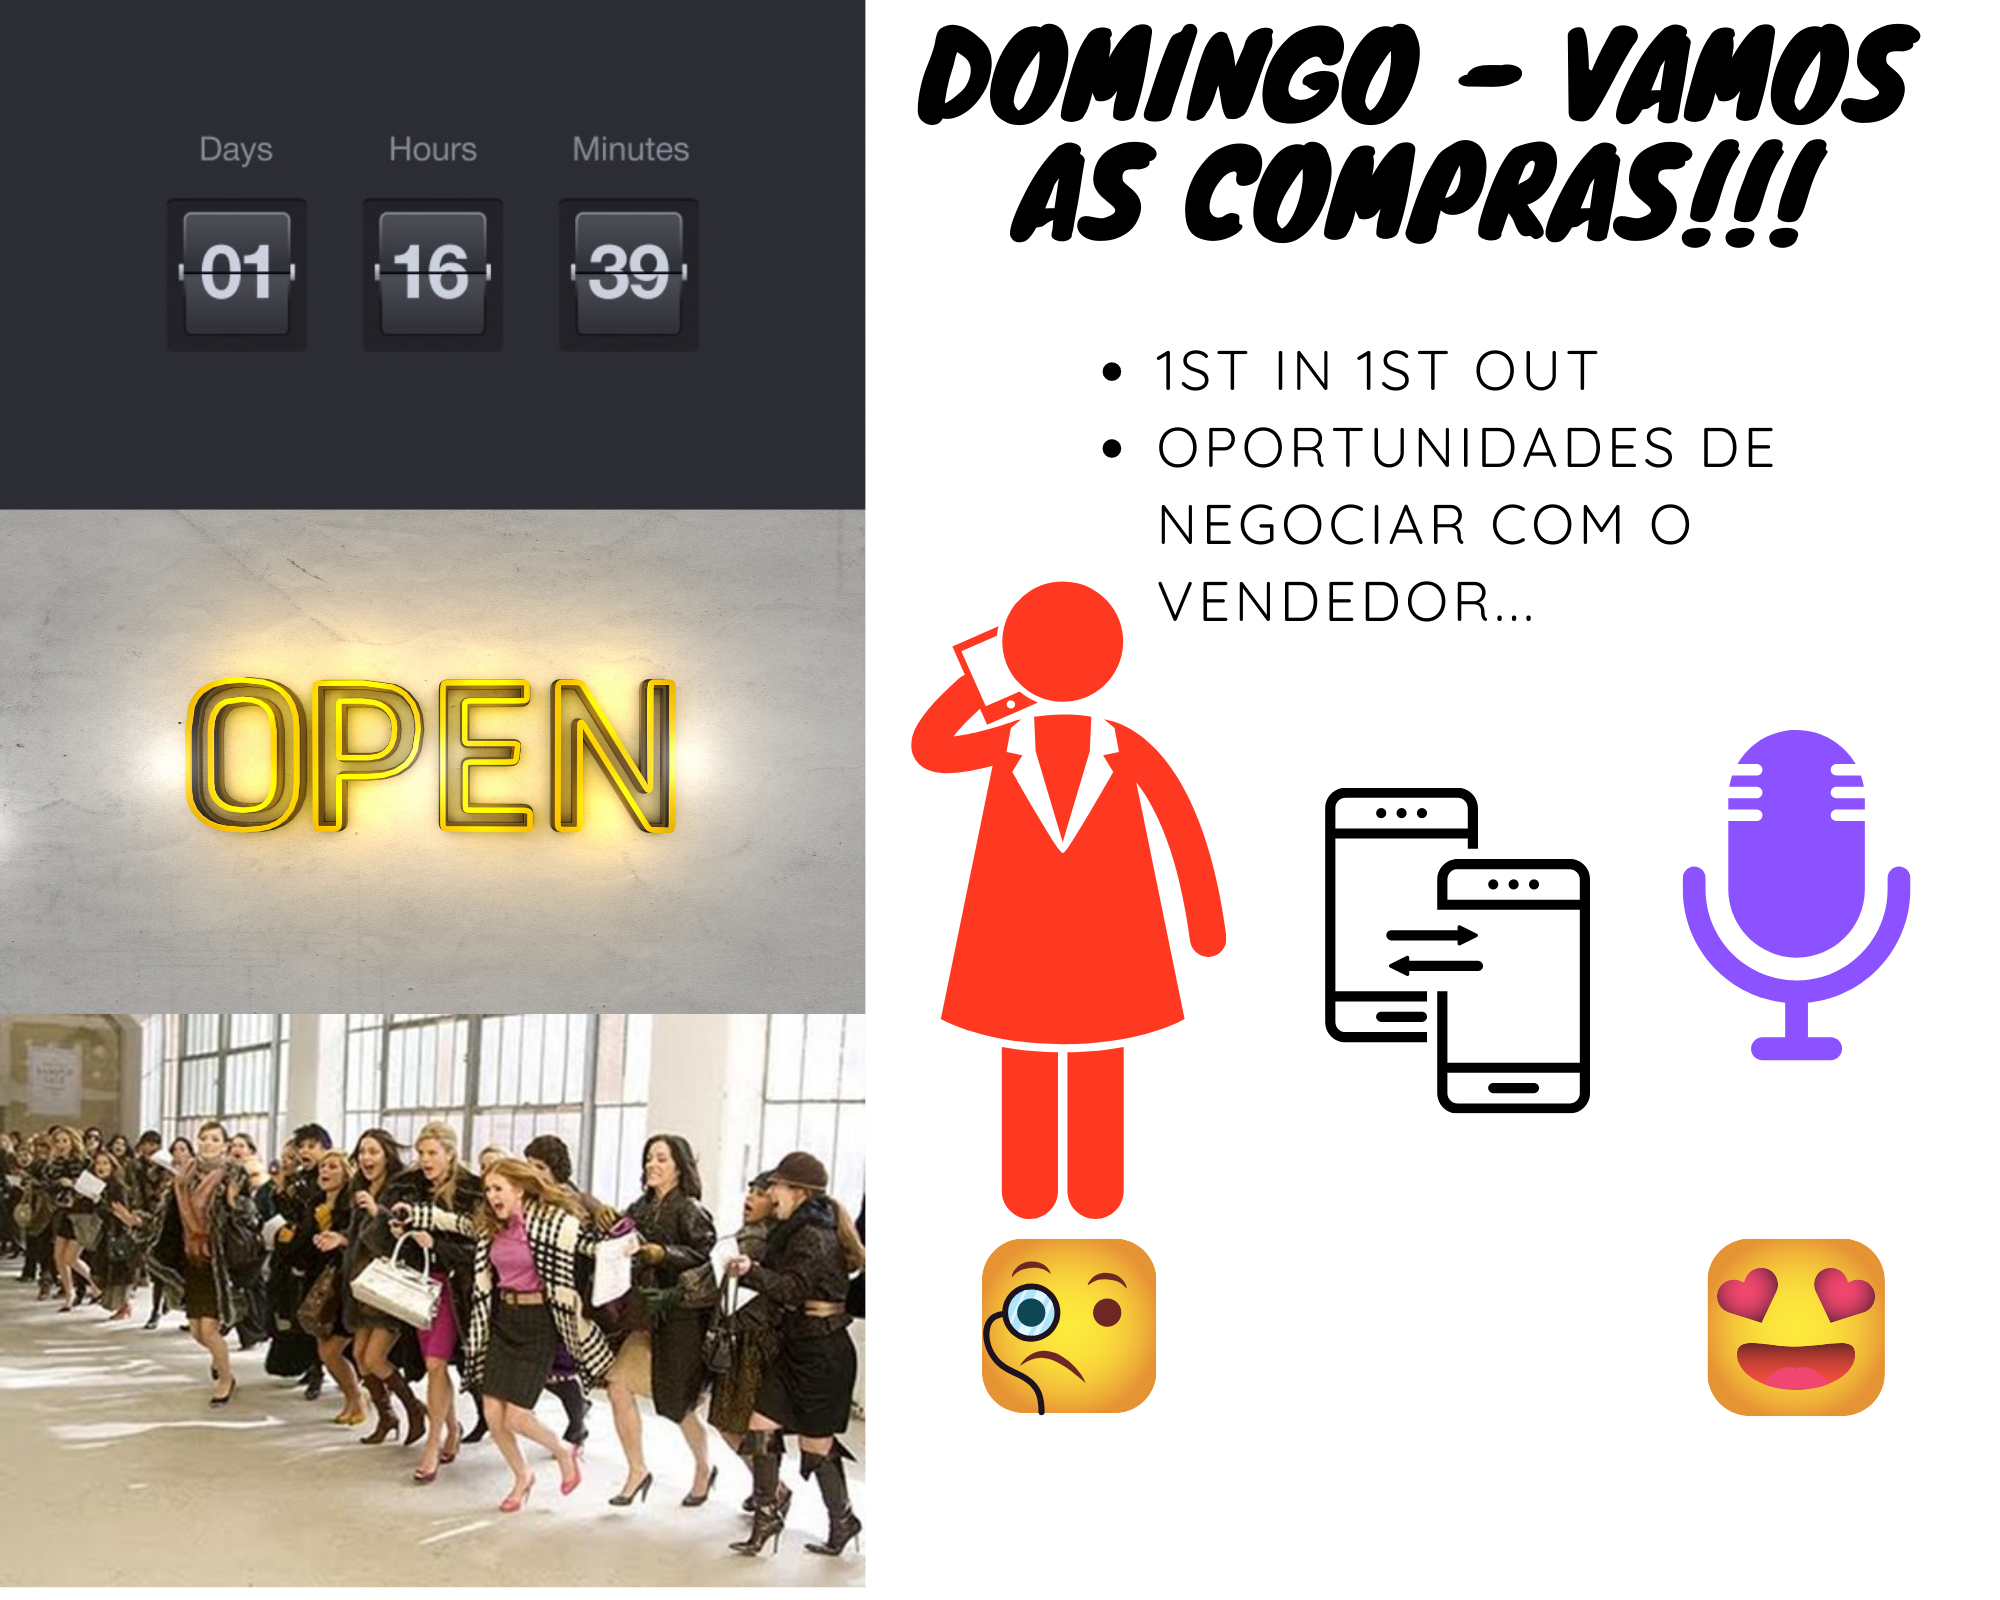 Days Hours Minutes
01 16 39
OPEN
DOMINGO - VAMOS
AS COMPRAS!!!
• 1ST IN 1ST OUT
• OPORTUNIDADES DE
NEGOCIAR COM O
VENDEDOR...